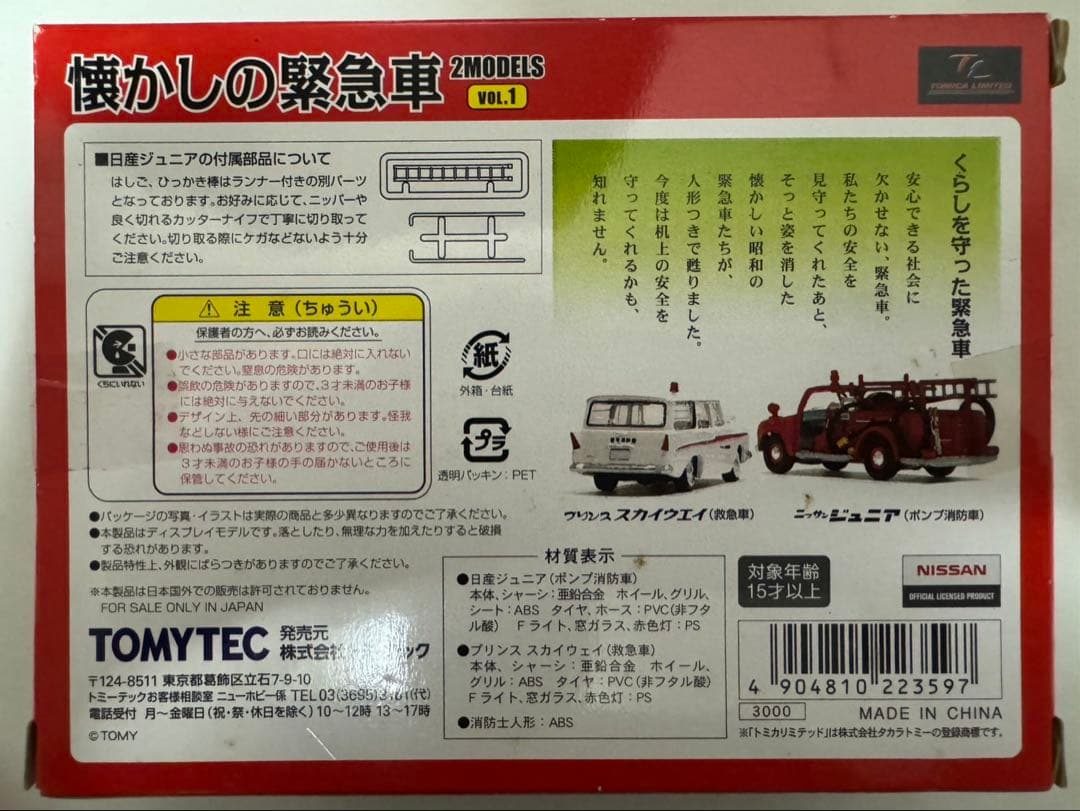 懐かしの緊急車
2MODELS
VOL.1
TL
TOMICA LIMITED
■日産ジュニアの付属部品について
はしご、ひっかき棒はランナー付きの別パーツ
となっております。お好みに応じて、ニッパーや
良く切れるカッターナイフで丁寧に切り取って
ください。切り取る際にケガなどないよう十分
ご注意ください。
くらしを守った緊急車
安心できる社会に
欠かせない、緊急車。
私たちの安全を
見守ってくれたあと、
そっと姿を消した
懐かしい昭和の
緊急車たちが、
人形つきで甦りました。
今度は机上の安全を
守ってくれるかも、
知れません。
注 意 (ちゅうい)
保護者の方へ、必ずお読みください。
●小さな部品があります。口には絶対に入れない
でください。窒息の危険があります。
●誤飲の危険がありますので、3才未満のお子様
には絶対に与えないでください。
●デザイン上、先の細い部分があります。怪我
などしない様にご注意ください。
●思わぬ事故の恐れがありますので、ご使用後は
3才未満のお子様の手の届かないところに
保管してください。
くちにいれない
紙
外箱・台紙
プラ
透明パッキン:PET
プリンス スカイウエイ(救急車)
ニッサン ジュニア(ポンプ消防車)
●パッケージの写真・イラストは実際の商品と多少異なりますのでご了承ください。
●本製品はディスプレイモデルです。落としたり、無理な力を加えたりすると破損
する恐れがあります。
●製品特性上、外観にばらつきがありますのでご了承ください。
※本製品は日本国外での販売は許可されておりません。
FOR SALE ONLY IN JAPAN
TOMYTEC
発売元
株式会 テック
〒124-8511 東京都葛飾区立石7-9-10
トミーテックお客様相談室 ニューホビー係 TEL 03(3695)3 61(代)
電話受付 月〜金曜日(祝・祭・休日を除く)10〜12時 13〜17時
©TOMY
材質表示
●日産ジュニア(ポンプ消防車)
本体、シャーシ:亜鉛合金 ホイール、グリル、
シート:ABS タイヤ、ホース:PVC(非フタ
ル酸) Fライト、窓ガラス、赤色灯:PS
●プリンス スカイウェイ(救急車)
本体、シャーシ:亜鉛合金 ホイール、
グリル:ABS タイヤ:PVC(非フタル酸)
Fライト、窓ガラス、赤色灯:PS
●消防士人形:ABS
対象年齢
15才以上
NISSAN
OFFICIAL LICENSED PRODUCT
4 904810 223597
3000
MADE IN CHINA
※「トミカリミテッド」は株式会社タカラトミーの登録商標です。